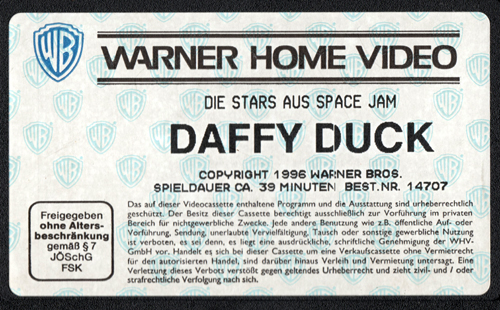 WB
WARNER HOME VIDEO
DIE STARS AUS SPACE JAM
DAFFY DUCK
COPYRIGHT 1996 WARNER BROS.
SPIELDAUER CA. 39 MINUTEN BEST.NR. 14707
Das auf dieser Videocassette enthaltene Programm und die Ausstattung sind urheberrechtlich
geschützt. Der Besitz dieser Cassette berechtigt ausschließlich zur Vorführung im privaten
Bereich für nichtgewerbliche Zwecke. Jede andere Benutzung wie z.B. öffentliche Auf- oder
Vorführung, Sendung, unerlaubte Vervielfältigung, Tausch oder sonstige gewerbliche Nutzung
ist verboten, es sei denn, es liegt eine ausdrückliche, schriftliche Genehmigung der WHV-
GmbH vor. Handelt es sich bei dieser Cassette um eine Verkaufscassette ohne Vermietrecht
für den autorisierten Handel, sind darüber hinaus Verleih und Vermietung untersagt. Eine
Verletzung dieses Verbots verstößt gegen geltendes Urheberrecht und zieht zivil- und / oder
strafrechtliche Verfolgung nach sich.
Freigegeben
ohne Alters-
beschränkung
gemäß § 7
JÖSchG
FSK